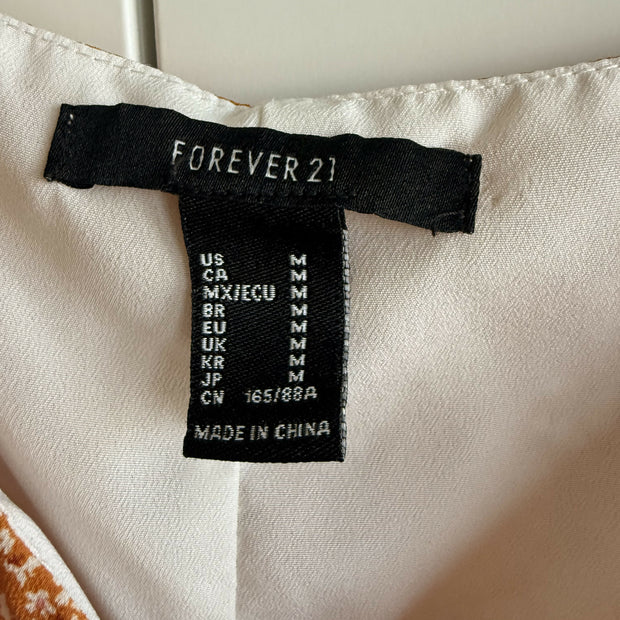 FOREVER 21
US M
CA M
MX/ECU M
BR M
EU M
UK M
KR M
JP M
CN 165/88A
MADE IN CHINA